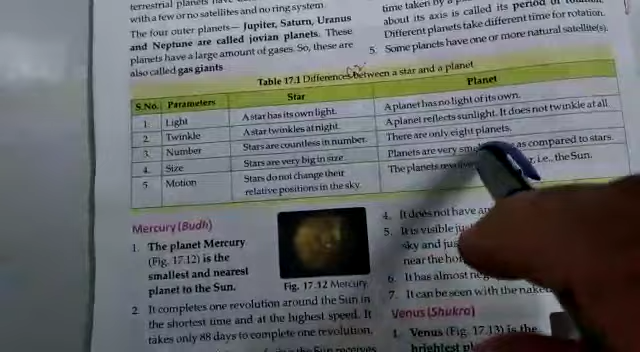 terrestrial planets have
with a few or no satellites and no ring system.
The four outer planets— Jupiter, Saturn, Uranus
and Neptune are called jovian planets. These
planets have a large amount of gases. So, these are
also called gas giants
time taken by a
about its axis is called its period of
Different planets take different time for rotation.
5. Some planets have one or more natural satellite(s).
Table 17.1 Differences between a star and a planet
S.No. Parameters Star Planet
1. Light A star has its own light. A planet has no light of its own.
2. Twinkle A star twinkles at night. A planet reflects sunlight. It does not twinkle at all
3. Number Stars are countless in number. There are only eight planets.
4. Size Stars are very big in size Planets are very as compared to stars.
5. Motion Stars do not change their relative positions in the sky. The planets i.e., the Sun.
Mercury (Budh)
1. The planet Mercury
(Fig. 17.12) is the
smallest and nearest
planet to the Sun.
Fig. 17.12 Mercury
2. It completes one revolution around the Sun in
the shortest time and at the highest speed. It
takes only 88 days to complete one revolution.
the Sun receives
4. It does not have
5. It is visible
sky and
near the
6. It has almost
7. It can be seen with the naked
Venus (Shukra)
1. Venus (Fig. 17.13) is the
brightest